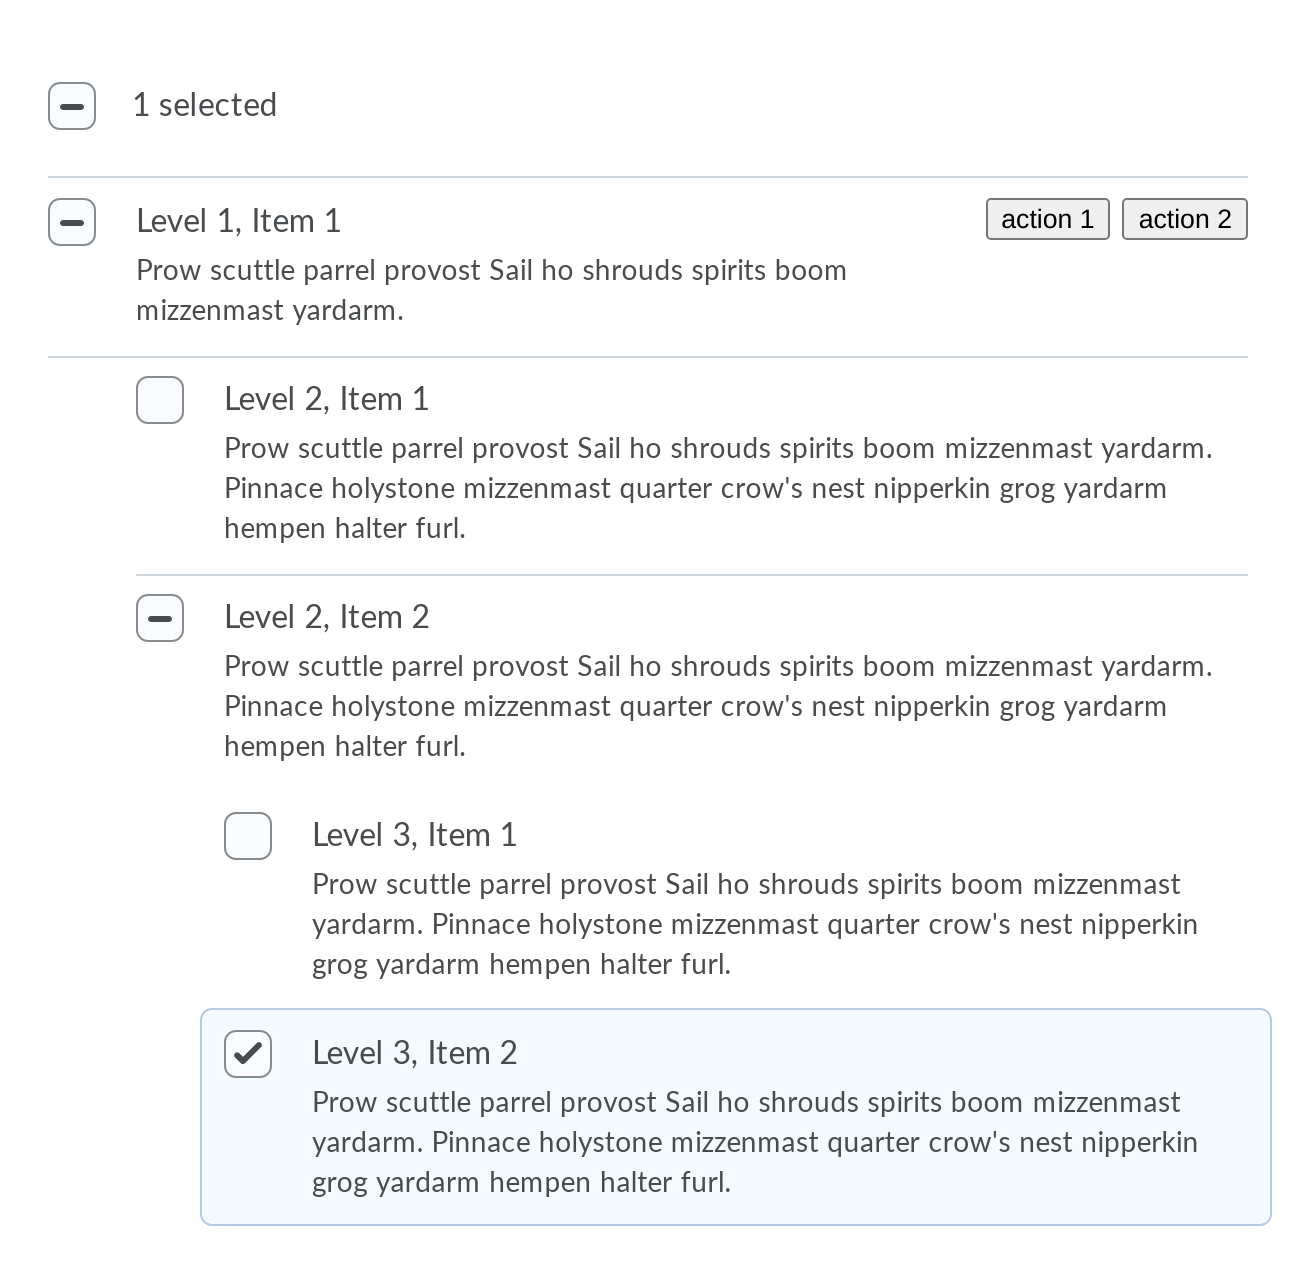 1 selected
Level 1, Item 1
action 1
action 2
Prow scuttle parrel provost Sail ho shrouds spirits boom
mizzenmast yardarm.
Level 2, Item 1
Prow scuttle parrel provost Sail ho shrouds spirits boom mizzenmast yardarm.
Pinnace holystone mizzenmast quarter crow's nest nipperkin grog yardarm
hempen halter furl.
Level 2, Item 2
Prow scuttle parrel provost Sail ho shrouds spirits boom mizzenmast yardarm.
Pinnace holystone mizzenmast quarter crow's nest nipperkin grog yardarm
hempen halter furl.
Level 3, Item 1
Prow scuttle parrel provost Sail ho shrouds spirits boom mizzenmast
yardarm. Pinnace holystone mizzenmast quarter crow's nest nipperkin
grog yardarm hempen halter furl.
Level 3, Item 2
Prow scuttle parrel provost Sail ho shrouds spirits boom mizzenmast
yardarm. Pinnace holystone mizzenmast quarter crow's nest nipperkin
grog yardarm hempen halter furl.